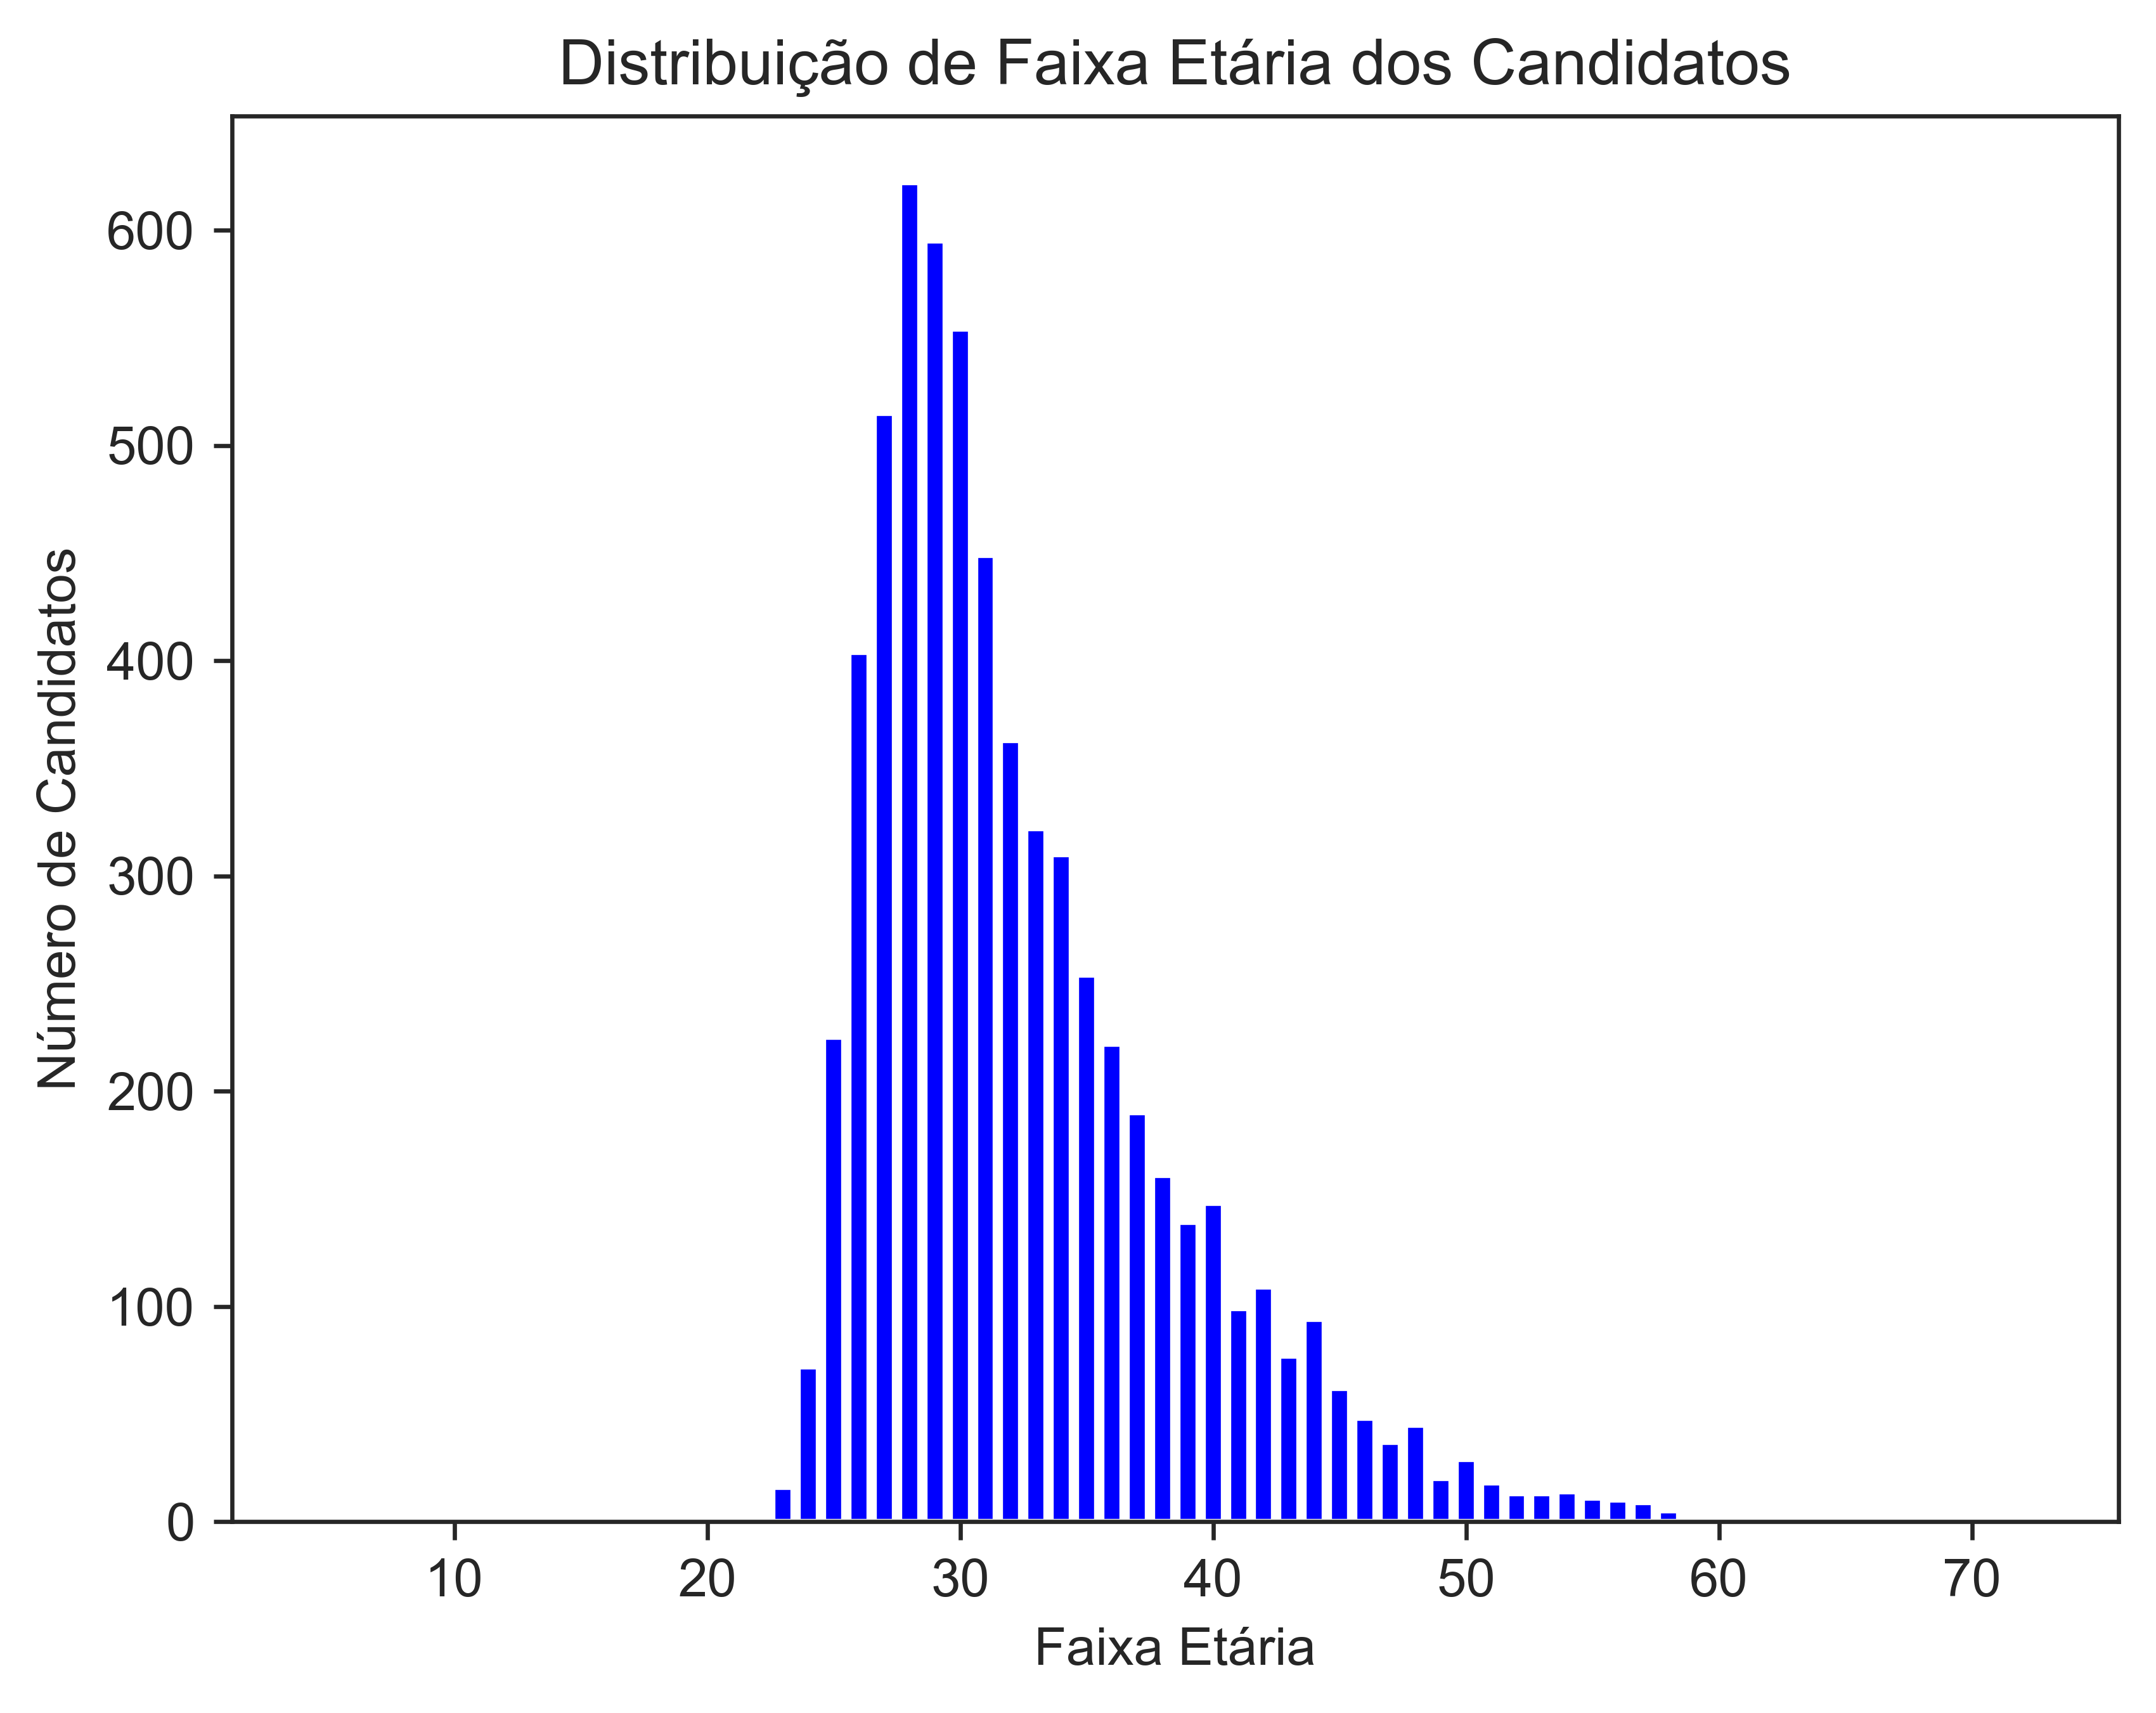 Distribuição de Faixa Etária dos Candidatos
Número de Candidatos
600
500
400
300
200
100
0
10 20 30 40 50 60 70
Faixa Etária